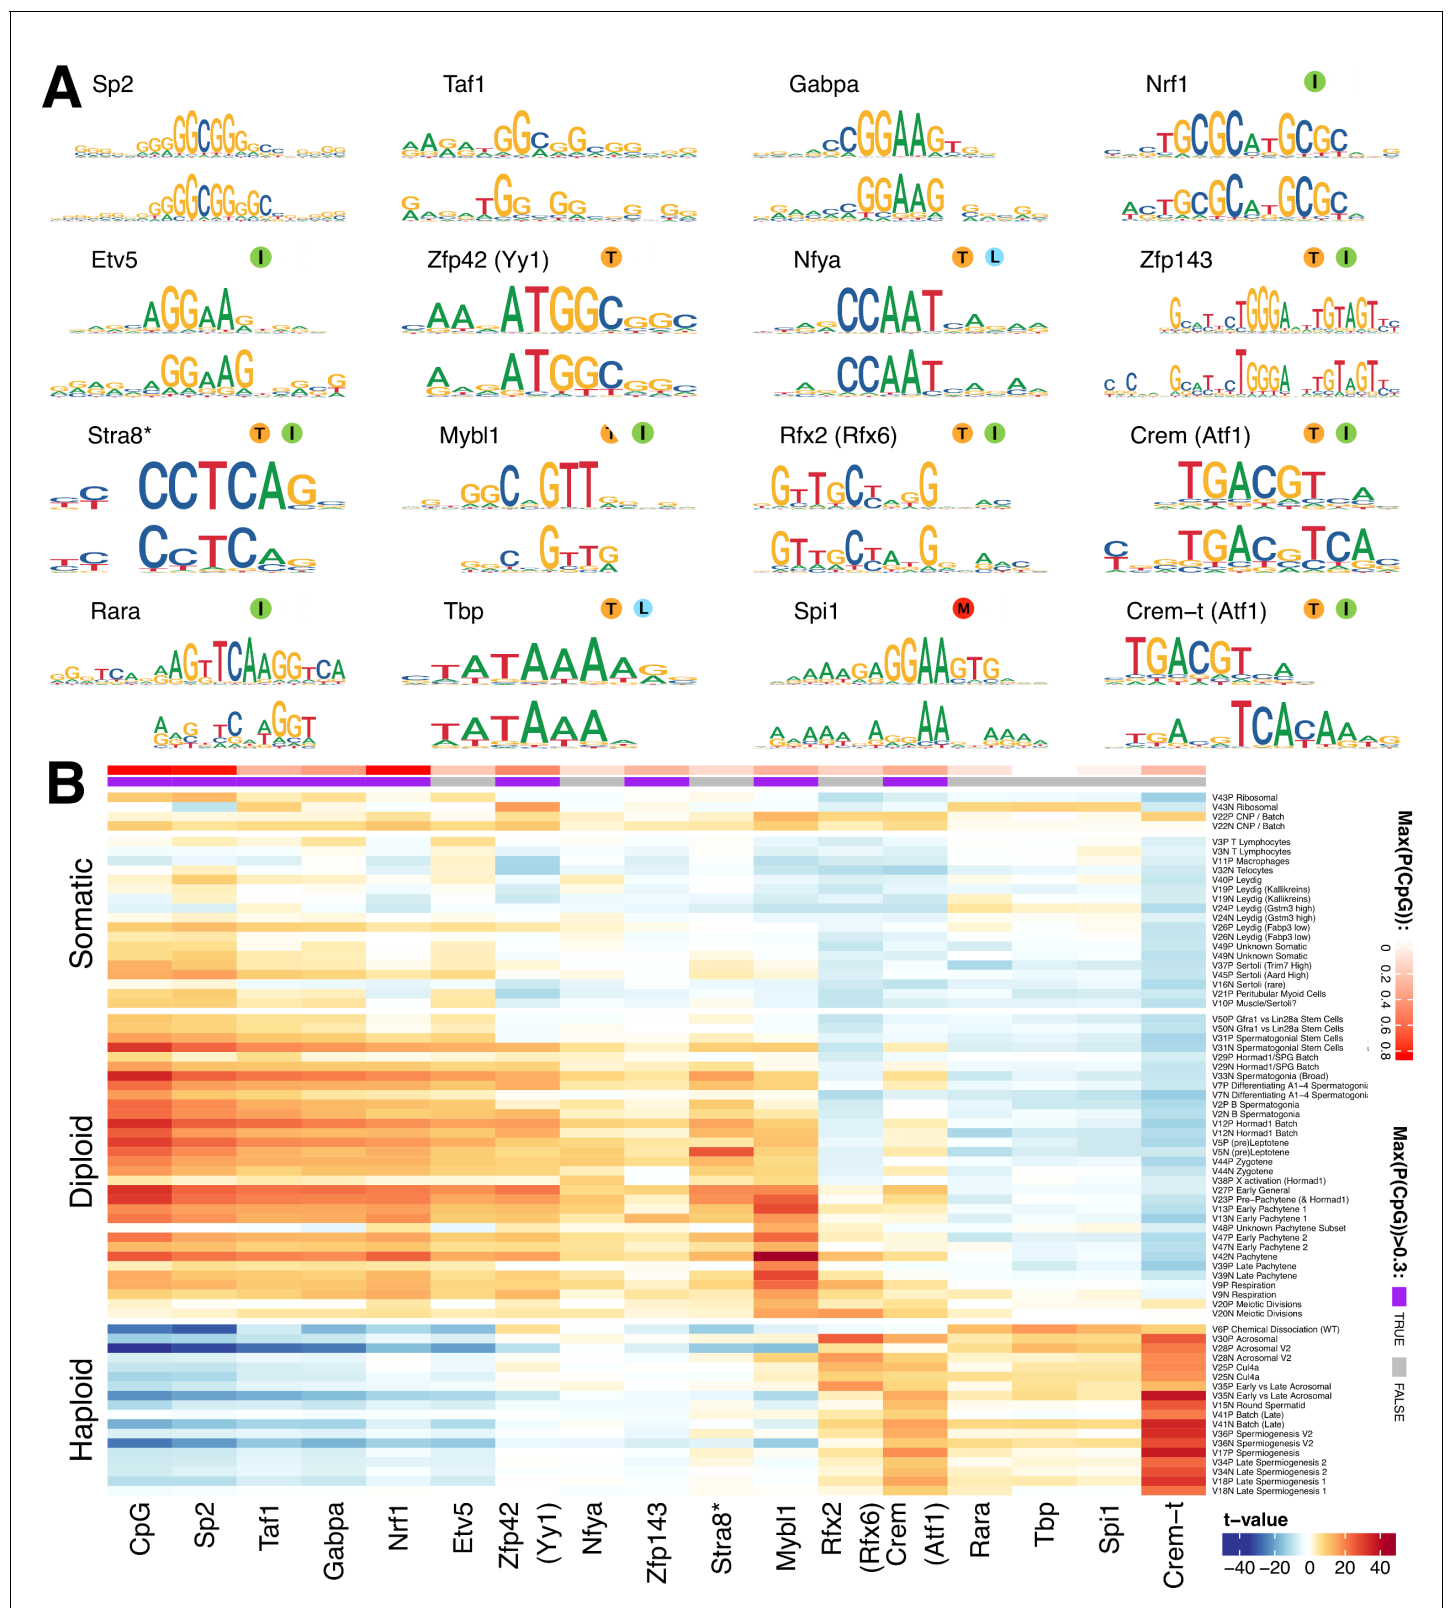 A
Sp2
Taf1
Gabpa
Nrf1
I
Etv5
I
Zfp42 (Yy1)
T
Nfya
T L
Zfp143
T I
Stra8*
T I
Mybl1
T I
Rfx2 (Rfx6)
T I
Crem (Atf1)
T I
Rara
I
Tbp
T L
Spi1
M
Crem-t (Atf1)
T I
B
Somatic
Diploid
Haploid
V43P Ribosomal
V43N Ribosomal
V22P CNP / Batch
V22N CNP / Batch
V3P T Lymphocytes
V3N T Lymphocytes
V11P Macrophages
V32N Telocytes
V40P Leydig
V19P Leydig (Kallikreins)
V19N Leydig (Kallikreins)
V24P Leydig (Gstm3 high)
V24N Leydig (Gstm3 high)
V26P Leydig (Fabp3 low)
V26N Leydig (Fabp3 low)
V49P Unknown Somatic
V49N Unknown Somatic
V37P Sertoli (Trim7 High)
V45P Sertoli (Aard High)
V16N Sertoli (rare)
V21P Peritubular Myoid Cells
V10P Muscle/Sertoli?
V50P Gfra1 vs Lin28a Stem Cells
V50N Gfra1 vs Lin28a Stem Cells
V31P Spermatogonial Stem Cells
V31N Spermatogonial Stem Cells
V29P Hormad1/SPG Batch
V29N Hormad1/SPG Batch
V33N Spermatogonia (Broad)
V7P Differentiating A1-4 Spermatogonia
V7N Differentiating A1-4 Spermatogonia
V2P B Spermatogonia
V2N B Spermatogonia
V12P Hormad1 Batch
V12N Hormad1 Batch
V5P (pre)Leptotene
V5N (pre)Leptotene
V44P Zygotene
V44N Zygotene
V38P X activation (Hormad1)
V27P Early General
V23P Pre-Pachytene (& Hormad1)
V13P Early Pachytene 1
V13N Early Pachytene 1
V48P Unknown Pachytene Subset
V47P Early Pachytene 2
V47N Early Pachytene 2
V42N Pachytene
V39P Late Pachytene
V39N Late Pachytene
V9P Respiration
V9N Respiration
V20P Meiotic Divisions
V20N Meiotic Divisions
V6P Chemical Dissociation (WT)
V30P Acrosomal
V28P Acrosomal V2
V28N Acrosomal V2
V25P Cul4a
V25N Cul4a
V35P Early vs Late Acrosomal
V35N Early vs Late Acrosomal
V15N Round Spermatid
V41P Batch (Late)
V41N Batch (Late)
V36P Spermiogenesis V2
V36N Spermiogenesis V2
V17P Spermiogenesis
V34P Late Spermiogenesis 2
V34N Late Spermiogenesis 2
V18P Late Spermiogenesis 1
V18N Late Spermiogenesis 1
Max(P(CpG)):
0 0.2 0.4 0.6 0.8
Max(P(CpG))>0.3:
TRUE
FALSE
CpG
Sp2
Taf1
Gabpa
Nrf1
Etv5
Zfp42
(Yy1)
Nfya
Zfp143
Stra8*
Mybl1
Rfx2
(Rfx6)
Crem
(Atf1)
Rara
Tbp
Spi1
Crem-t
t-value
-40 -20 0 20 40